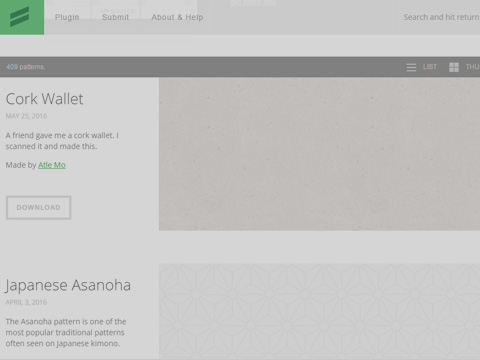 Plugin Submit About & Help Search and hit return
409 patterns. LIST THU
Cork Wallet
MAY 25, 2016
A friend gave me a cork wallet. I
scanned it and made this.
Made by Atle Mo
DOWNLOAD
Japanese Asanoha
APRIL 3, 2016
The Asanoha pattern is one of the
most popular traditional patterns
often seen on Japanese kimono.